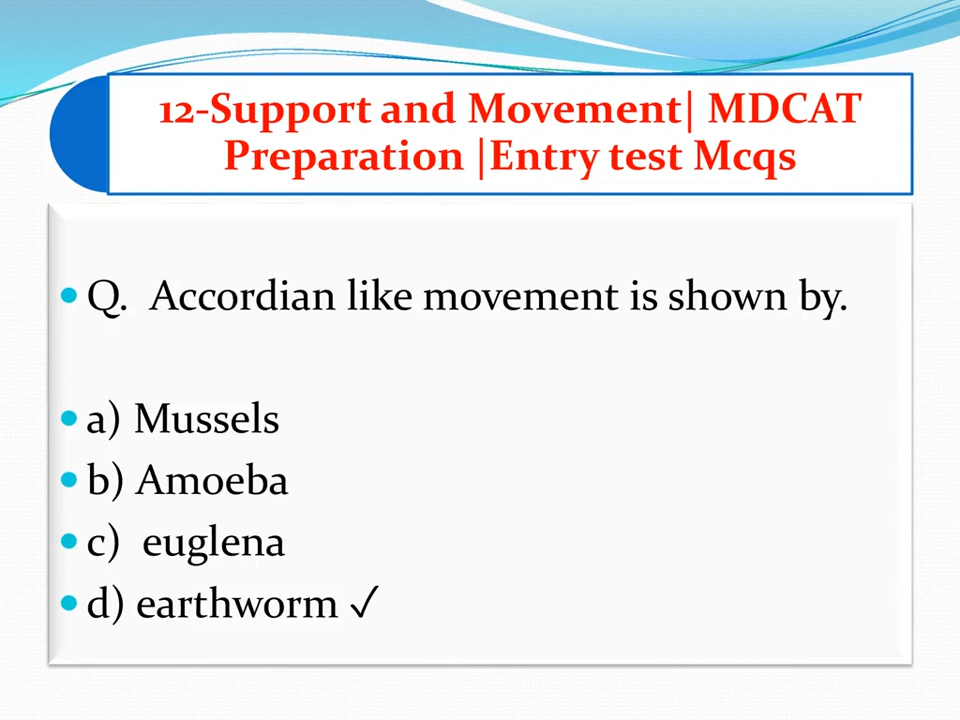 12-Support and Movement| MDCAT
Preparation |Entry test Mcqs
• Q. Accordian like movement is shown by.
• a) Mussels
• b) Amoeba
• c) euglena
• d) earthworm ✓